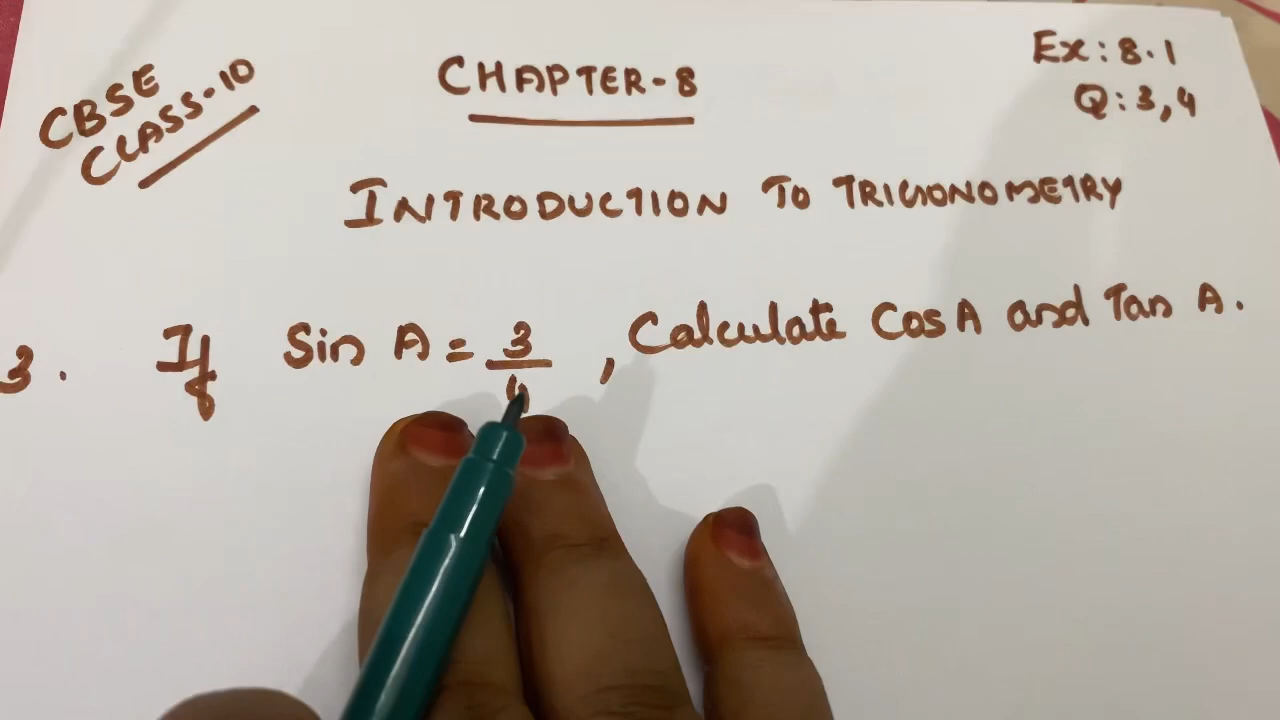 CBSE
CLASS-10
CHAPTER-8
Ex: 8.1
Q: 3, 4
INTRODUCTION TO TRIGONOMETRY
3. If Sin A = 3/4, Calculate Cos A and Tan A.